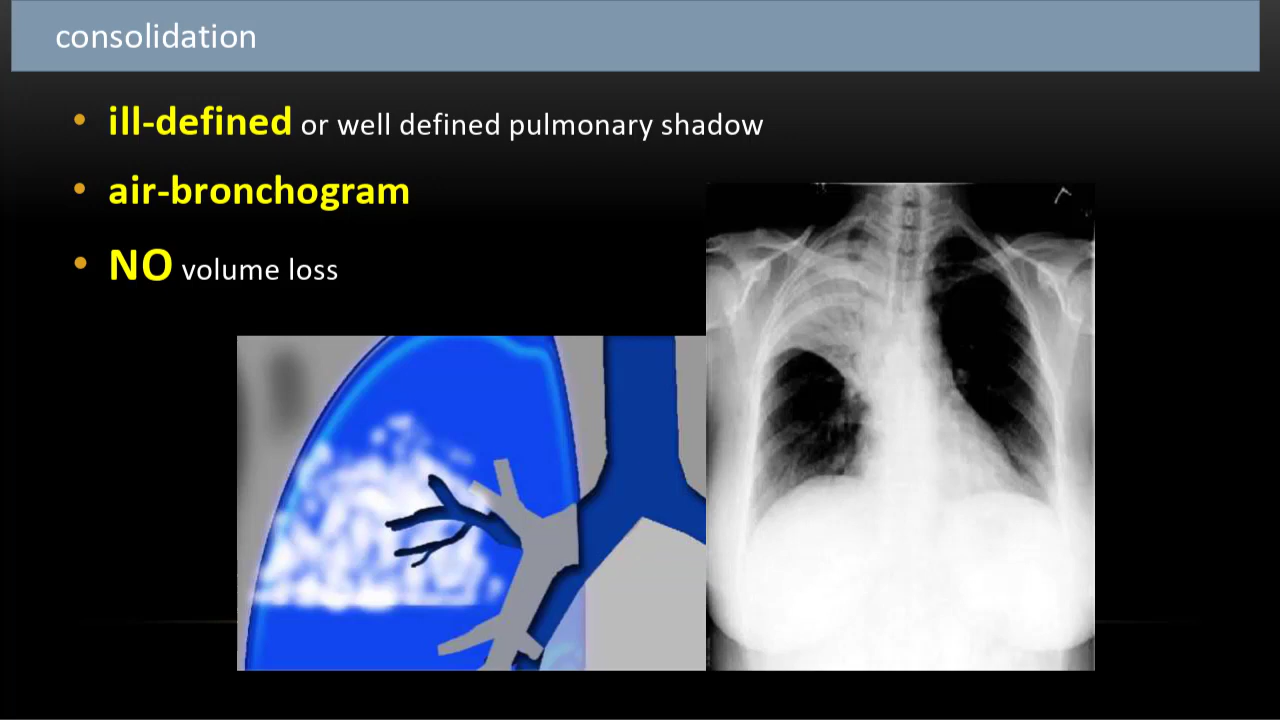 consolidation
• ill-defined or well defined pulmonary shadow
• air-bronchogram
• NO volume loss